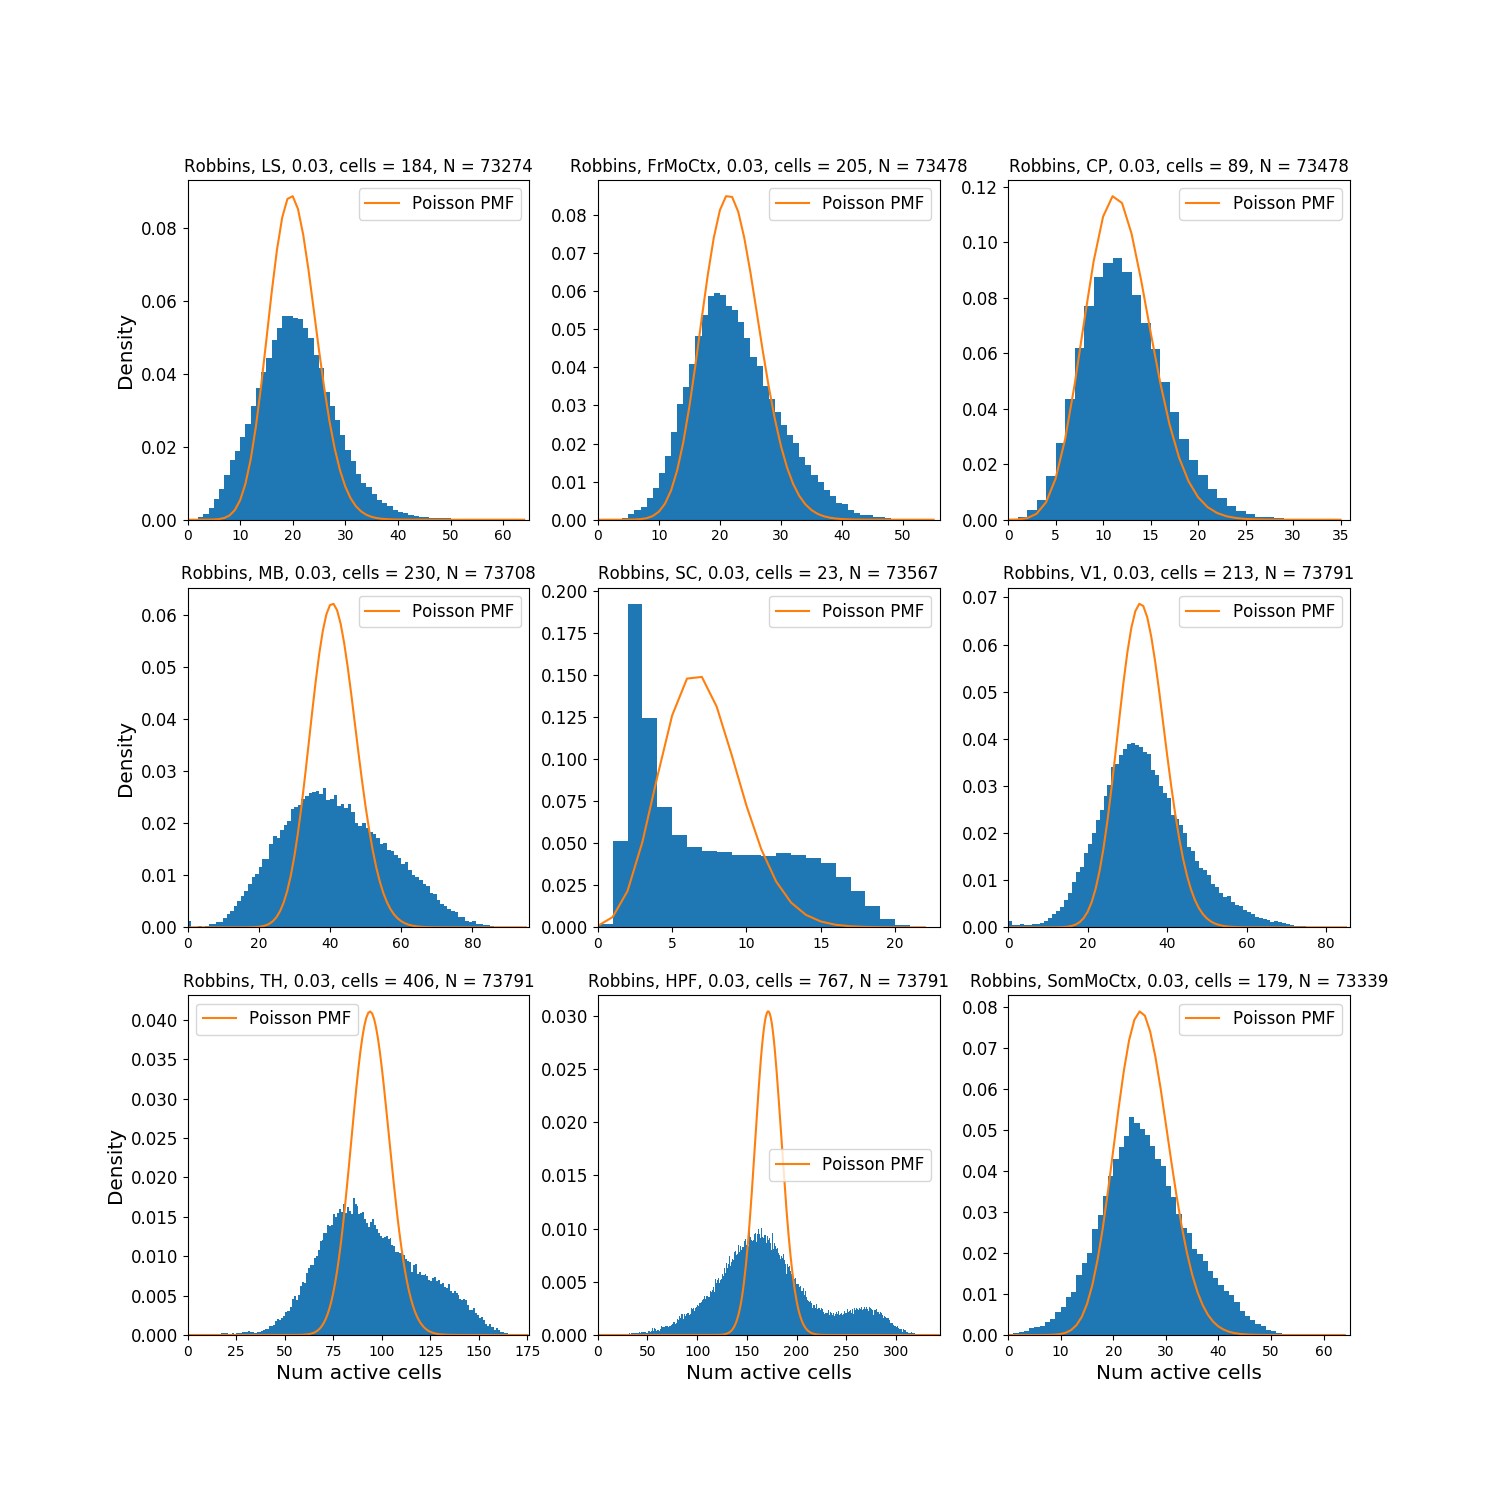 Robbins, LS, 0.03, cells = 184, N = 73274
Robbins, FrMoCtx, 0.03, cells = 205, N = 73478
Robbins, CP, 0.03, cells = 89, N = 73478
Density
0.08
0.06
0.04
0.02
0.00
Poisson PMF
0 10 20 30 40 50 60
0.08
0.07
0.06
0.05
0.04
0.03
0.02
0.01
0.00
Poisson PMF
0 10 20 30 40 50
0.12
0.10
0.08
0.06
0.04
0.02
0.00
Poisson PMF
0 5 10 15 20 25 30 35
Robbins, MB, 0.03, cells = 230, N = 73708
Robbins, SC, 0.03, cells = 23, N = 73567
Robbins, V1, 0.03, cells = 213, N = 73791
Density
0.06
0.05
0.04
0.03
0.02
0.01
0.00
Poisson PMF
0 20 40 60 80
0.200
0.175
0.150
0.125
0.100
0.075
0.050
0.025
0.000
Poisson PMF
0 5 10 15 20
0.07
0.06
0.05
0.04
0.03
0.02
0.01
0.00
Poisson PMF
0 20 40 60 80
Robbins, TH, 0.03, cells = 406, N = 73791
Robbins, HPF, 0.03, cells = 767, N = 73791
Robbins, SomMoCtx, 0.03, cells = 179, N = 73339
Density
0.040
0.035
0.030
0.025
0.020
0.015
0.010
0.005
0.000
Poisson PMF
0 25 50 75 100 125 150 175
Num active cells
0.030
0.025
0.020
0.015
0.010
0.005
0.000
Poisson PMF
0 50 100 150 200 250 300
Num active cells
0.08
0.07
0.06
0.05
0.04
0.03
0.02
0.01
0.00
Poisson PMF
0 10 20 30 40 50 60
Num active cells